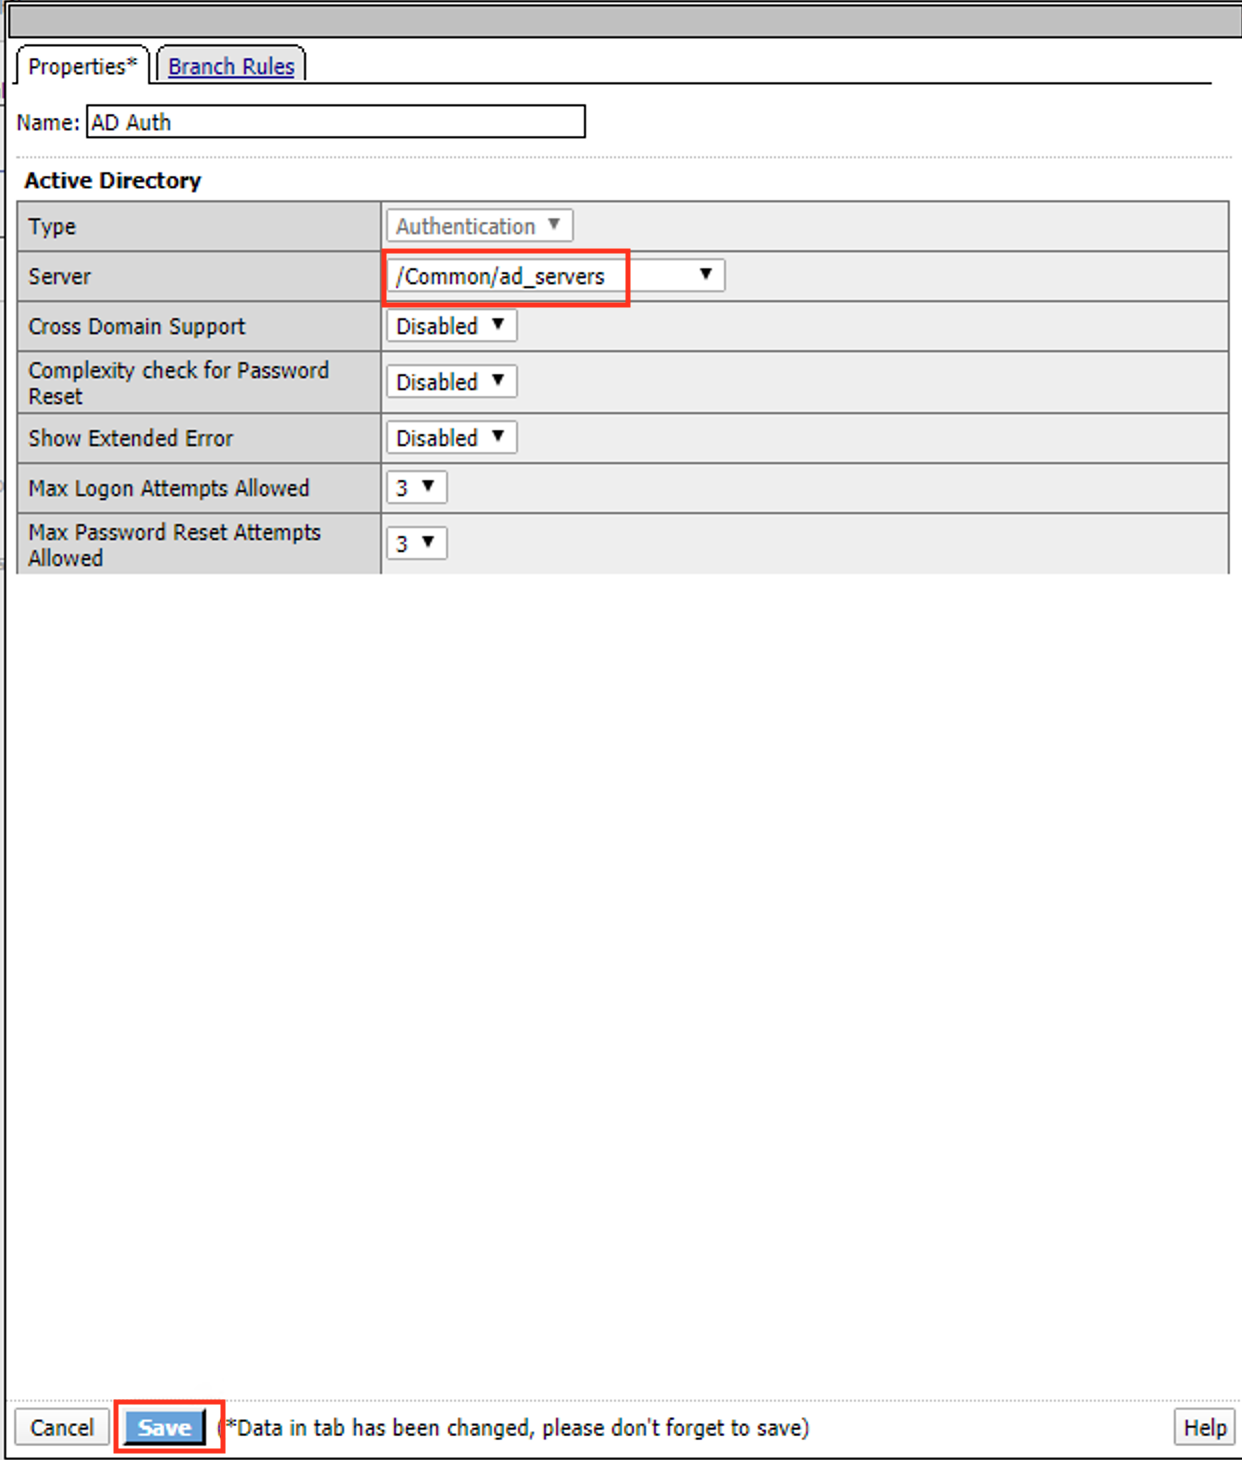 Properties* Branch Rules
Name: AD Auth
Active Directory
Type Authentication
Server /Common/ad_servers
Cross Domain Support Disabled
Complexity check for Password
Reset Disabled
Show Extended Error Disabled
Max Logon Attempts Allowed 3
Max Password Reset Attempts
Allowed 3
Cancel Save (*Data in tab has been changed, please don't forget to save) Help